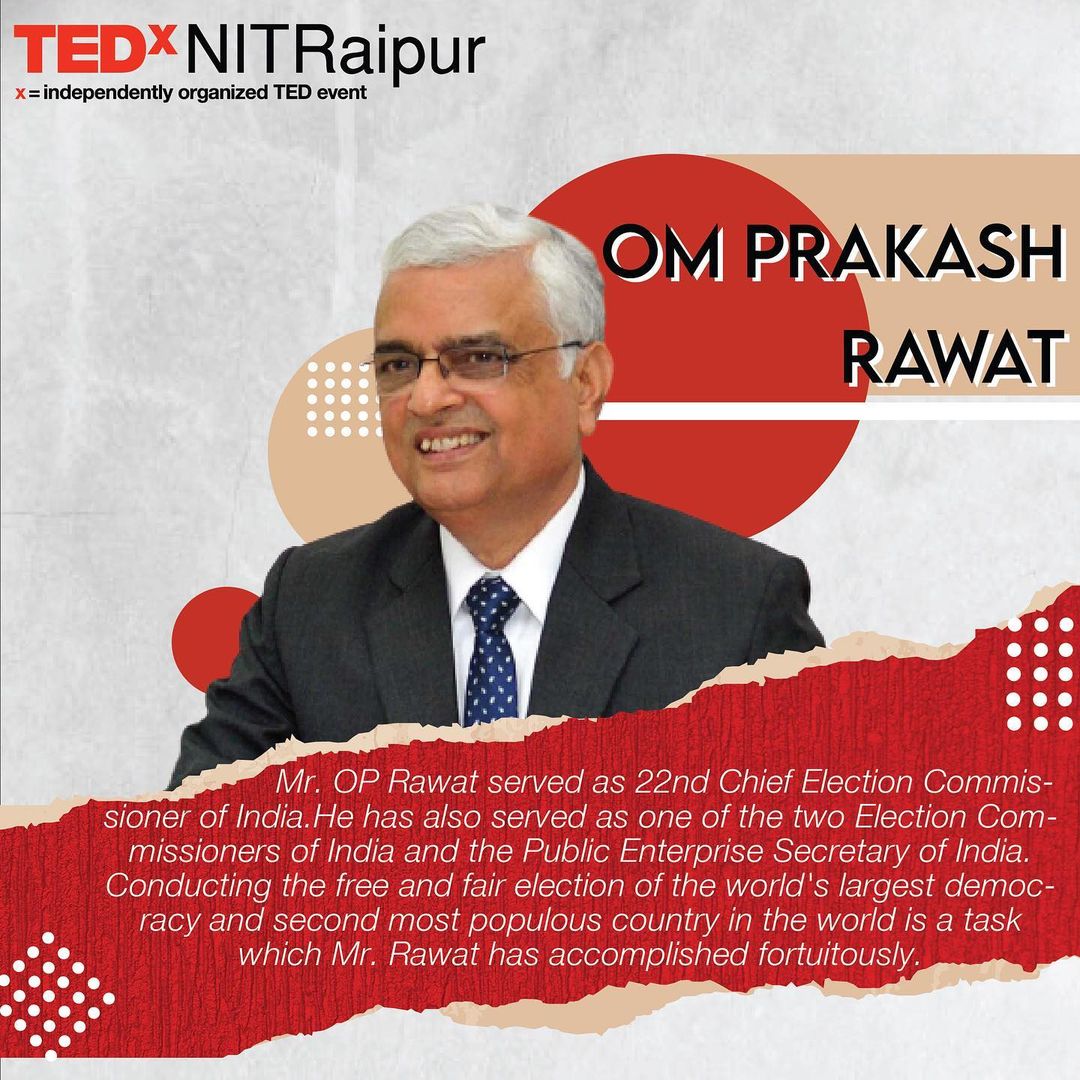 TEDxNITRaipur
x = independently organized TED event
OM PRAKASH
RAWAT
Mr. OP Rawat served as 22nd Chief Election Commis-
sioner of India.He has also served as one of the two Election Com-
missioners of India and the Public Enterprise Secretary of India.
Conducting the free and fair election of the world's largest democ-
racy and second most populous country in the world is a task
which Mr. Rawat has accomplished fortuitously.